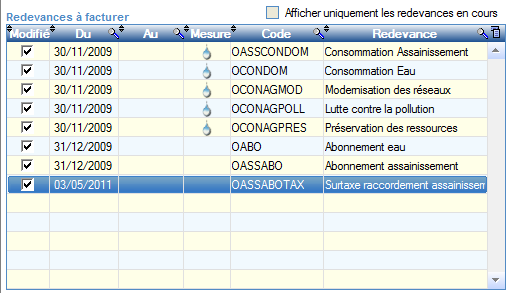 Redevances à facturer
Afficher uniquement les redevances en cours
Modifié Du Au Mesure Code Redevance
30/11/2009 OASSCONDOM Consommation Assainissement
30/11/2009 OCONDOM Consommation Eau
30/11/2009 OCONAGMOD Modernisation des réseaux
30/11/2009 OCONAGPOLL Lutte contre la pollution
30/11/2009 OCONAGPRES Préservation des ressources
31/12/2009 OABO Abonnement eau
31/12/2009 OASSABO Abonnement assainissement
03/05/2011 OASSABOTAX Surtaxe raccordement assainissem